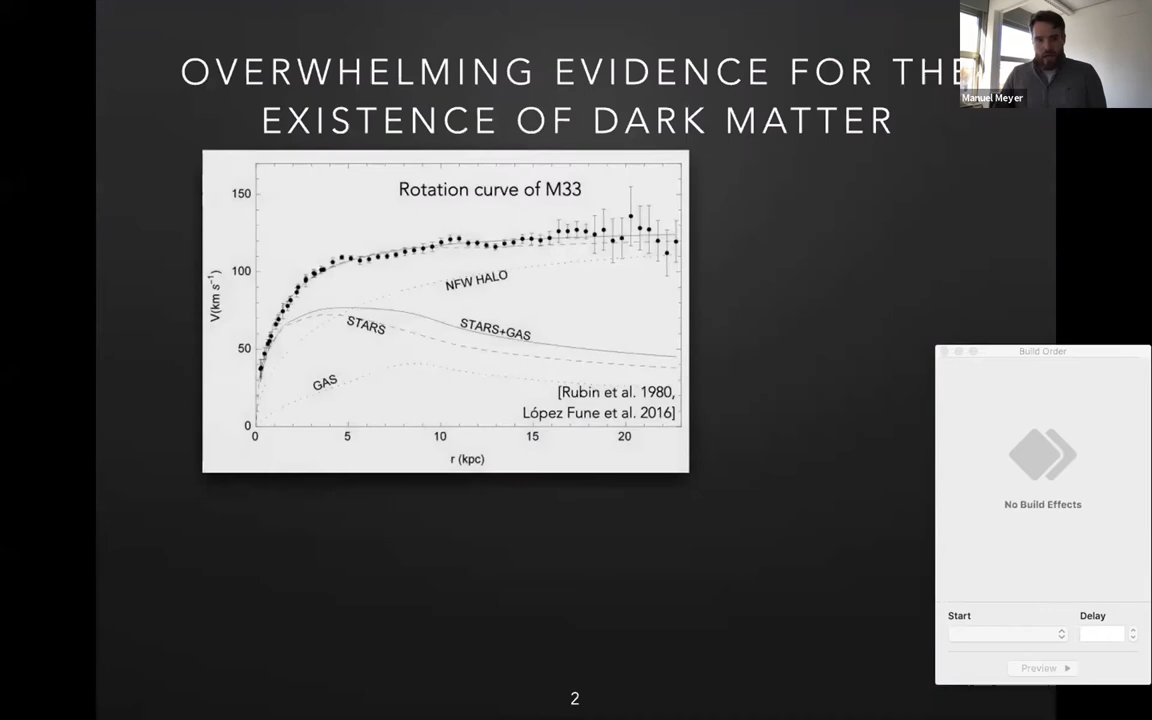 OVERWHELMING EVIDENCE FOR THE
EXISTENCE OF DARK MATTER
Manuel Meyer
Rotation curve of M33
150
100
50
0
V(km s⁻¹)
NFW HALO
STARS
STARS+GAS
GAS
[Rubin et al. 1980,
López Fune et al. 2016]
0 5 10 15 20
r (kpc)
Build Order
No Build Effects
Start Delay
Preview
2